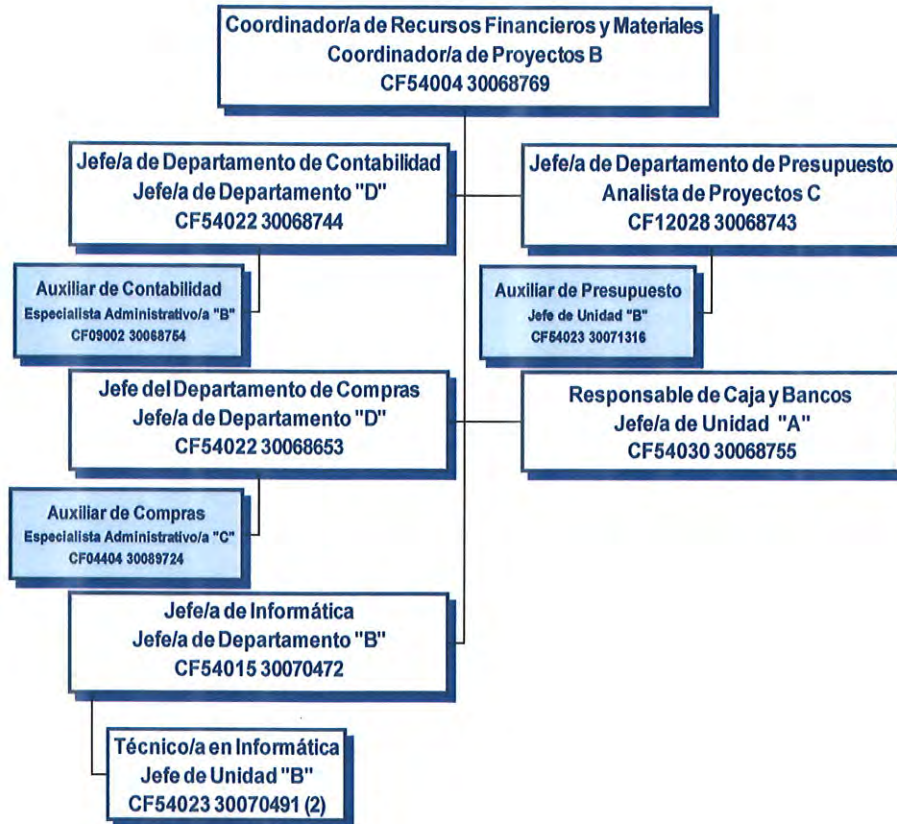 Coordinador/a de Recursos Financieros y Materiales
Coordinador/a de Proyectos B
CF54004 30068769
Jefe/a de Departamento de Contabilidad
Jefe/a de Departamento "D"
CF54022 30068744
Jefe/a de Departamento de Presupuesto
Analista de Proyectos C
CF12028 30068743
Auxiliar de Contabilidad
Especialista Administrativo/a "B"
CF09002 30068754
Auxiliar de Presupuesto
Jefe de Unidad "B"
CF54023 30071316
Jefe del Departamento de Compras
Jefe/a de Departamento "D"
CF54022 30068653
Responsable de Caja y Bancos
Jefe/a de Unidad "A"
CF54030 30068755
Auxiliar de Compras
Especialista Administrativo/a "C"
CF04404 30089724
Jefe/a de Informática
Jefe/a de Departamento "B"
CF54015 30070472
Técnico/a en Informática
Jefe de Unidad "B"
CF54023 30070491 (2)